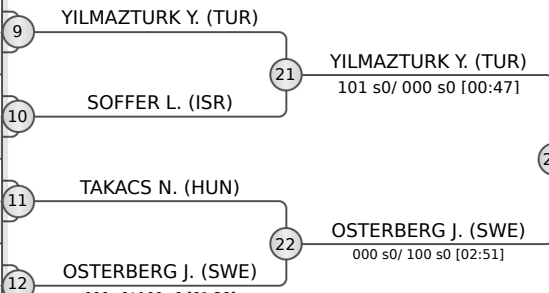 YILMAZTURK Y. (TUR)
9
21
YILMAZTURK Y. (TUR)
101 s0/ 000 s0 [00:47]
SOFFER L. (ISR)
10
TAKACS N. (HUN)
11
22
OSTERBERG J. (SWE)
000 s0/ 100 s0 [02:51]
OSTERBERG J. (SWE)
12